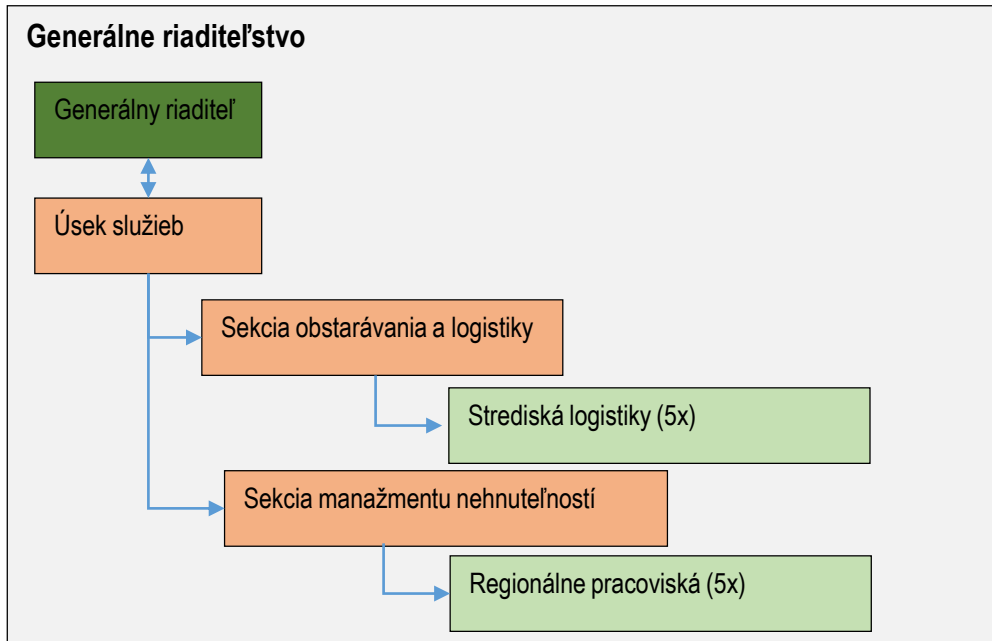 Generálne riaditeľstvo
Generálny riaditeľ
Úsek služieb
Sekcia obstarávania a logistiky
Strediská logistiky (5x)
Sekcia manažmentu nehnuteľností
Regionálne pracoviská (5x)